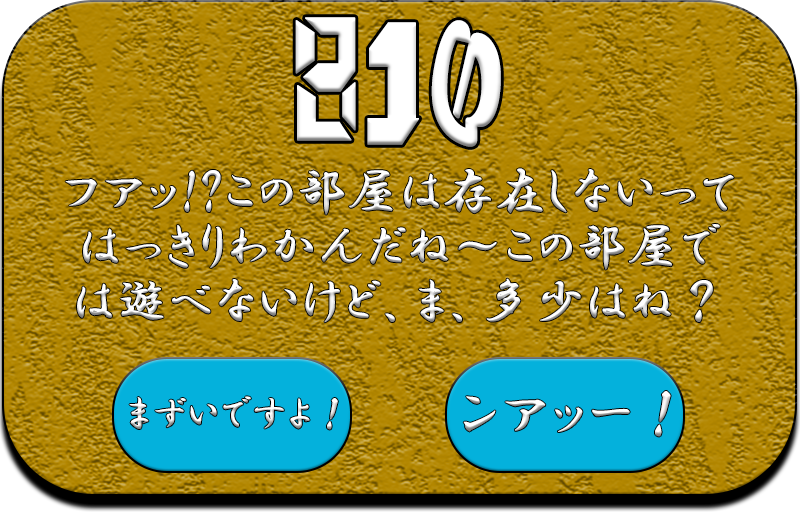 810
フアッ!?この部屋は存在しないって
はっきりわかんだね～この部屋で
は遊べないけど、ま、多少はね？
まずいですよ！
ンアッー！